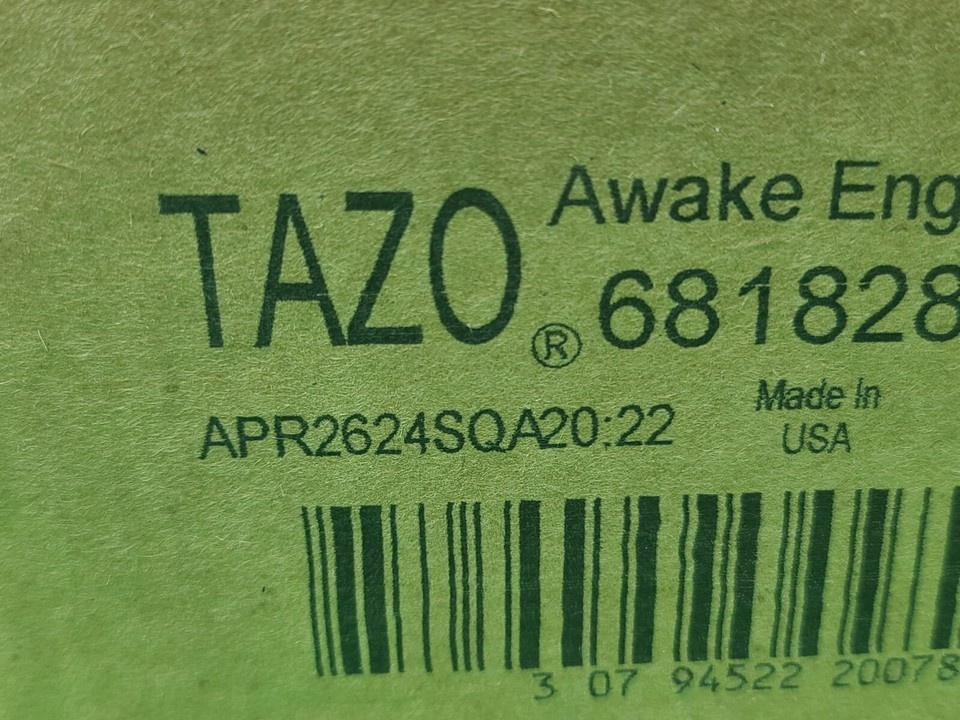 TAZO® Awake Eng
681828
Made In
APR2624SQA20:22 USA
3 07 94522 20078